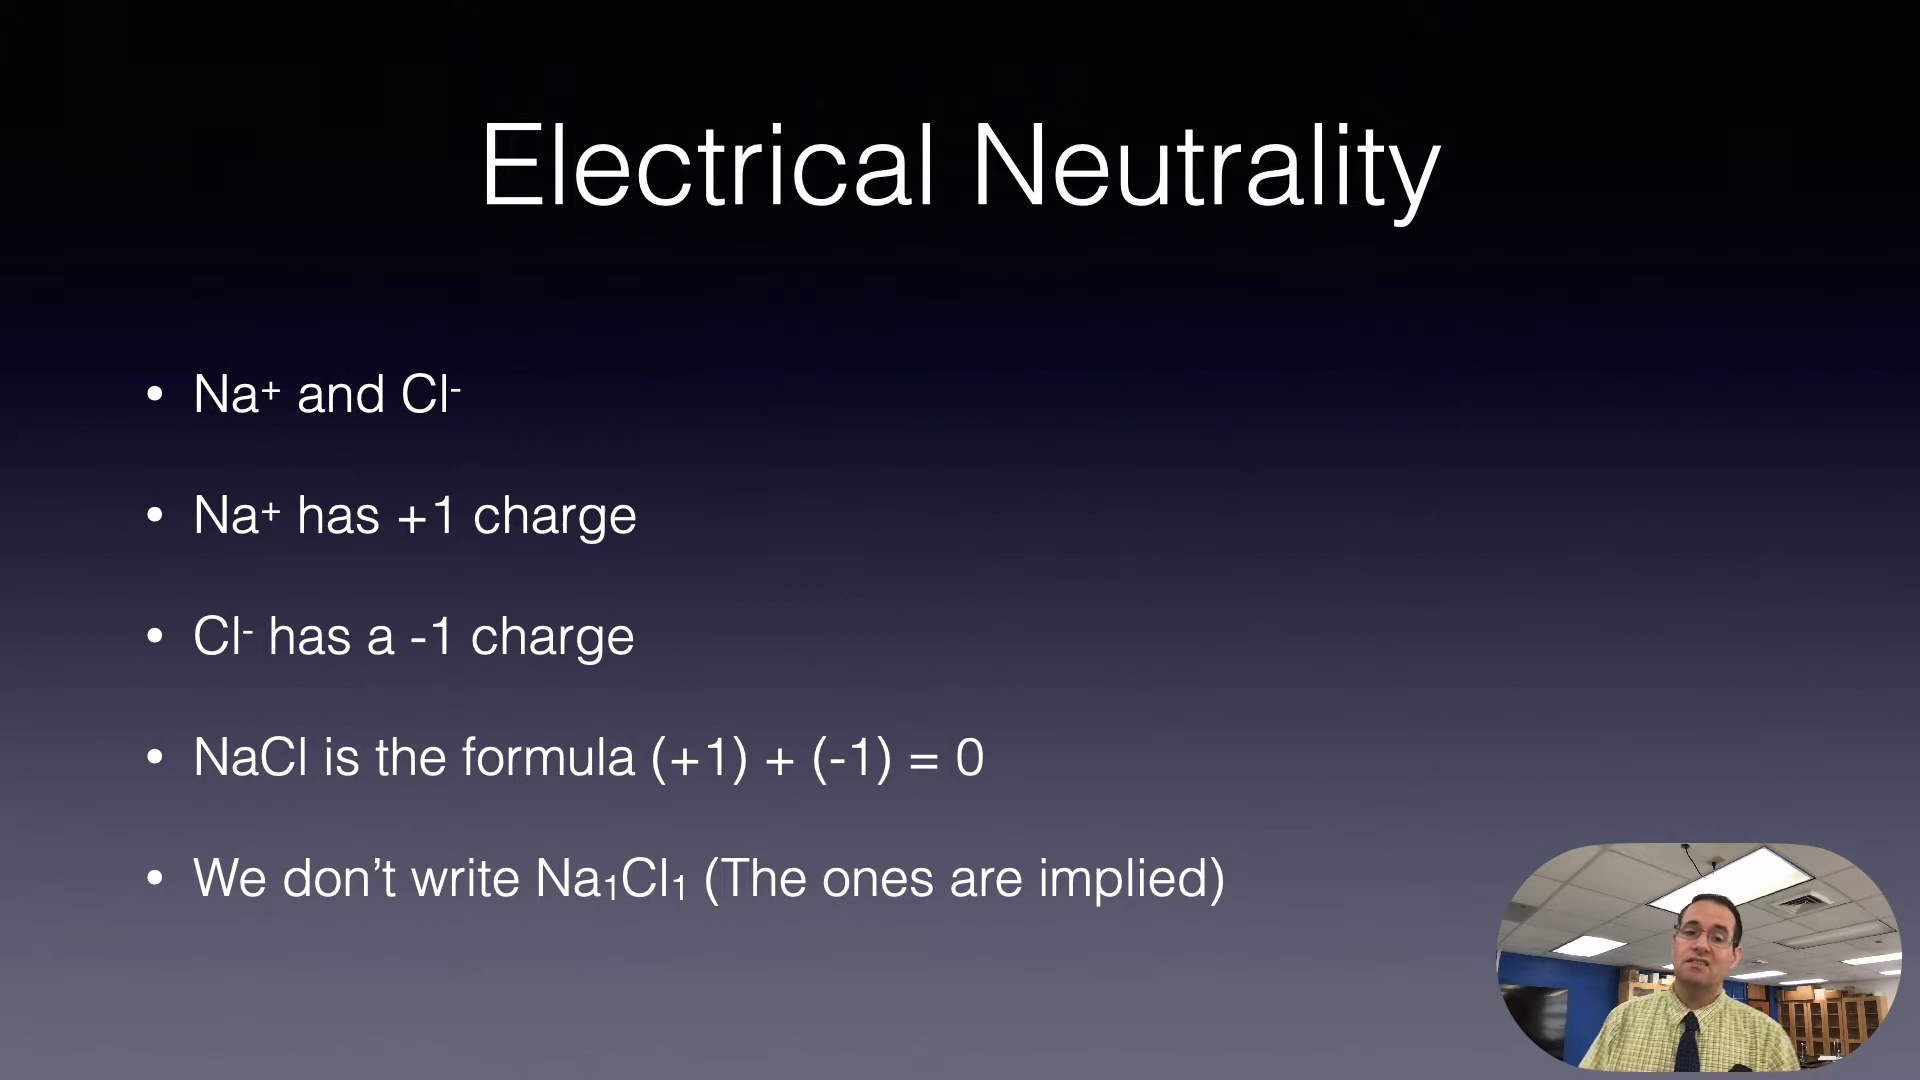 Electrical Neutrality
• Na⁺ and Cl⁻
• Na⁺ has +1 charge
• Cl⁻ has a -1 charge
• NaCl is the formula (+1) + (-1) = 0
• We don’t write Na₁Cl₁ (The ones are implied)